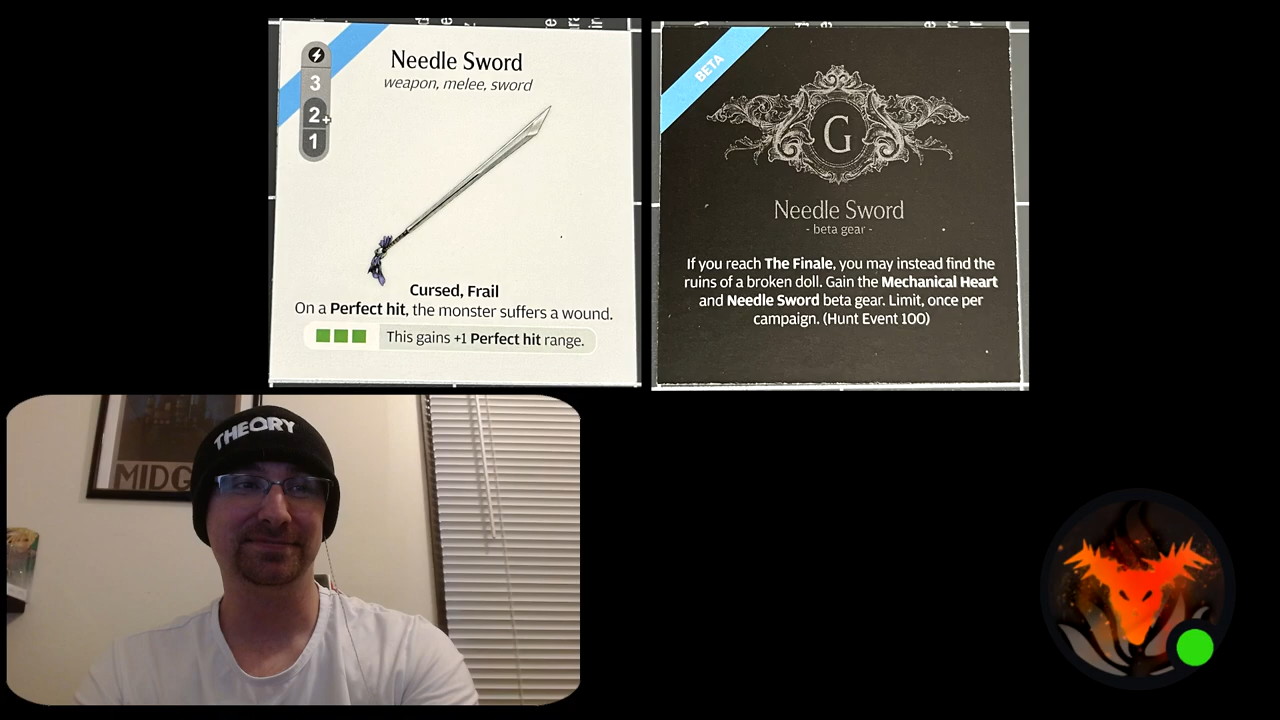 Needle Sword
weapon, melee, sword
3
2+
1
Cursed, Frail
On a Perfect hit, the monster suffers a wound.
This gains +1 Perfect hit range.
BETA
G
Needle Sword
- beta gear -
If you reach The Finale, you may instead find the
ruins of a broken doll. Gain the Mechanical Heart
and Needle Sword beta gear. Limit, once per
campaign. (Hunt Event 100)
THEORY
MIDG